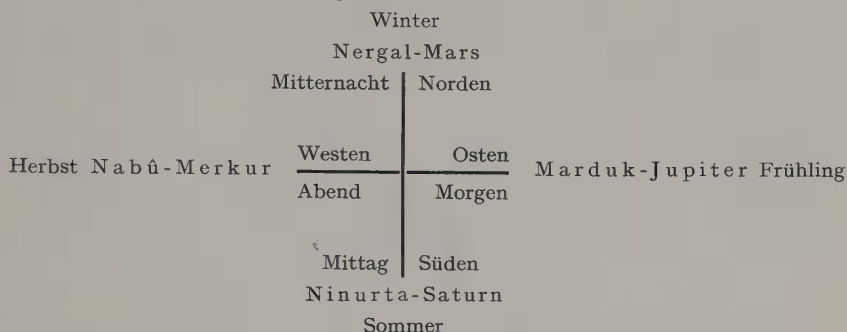 Winter
Nergal-Mars
Mitternacht Norden
Westen Osten
Herbst Nabû-Merkur Marduk-Jupiter Frühling
Abend Morgen
Mittag Süden
Ninurta-Saturn
Sommer